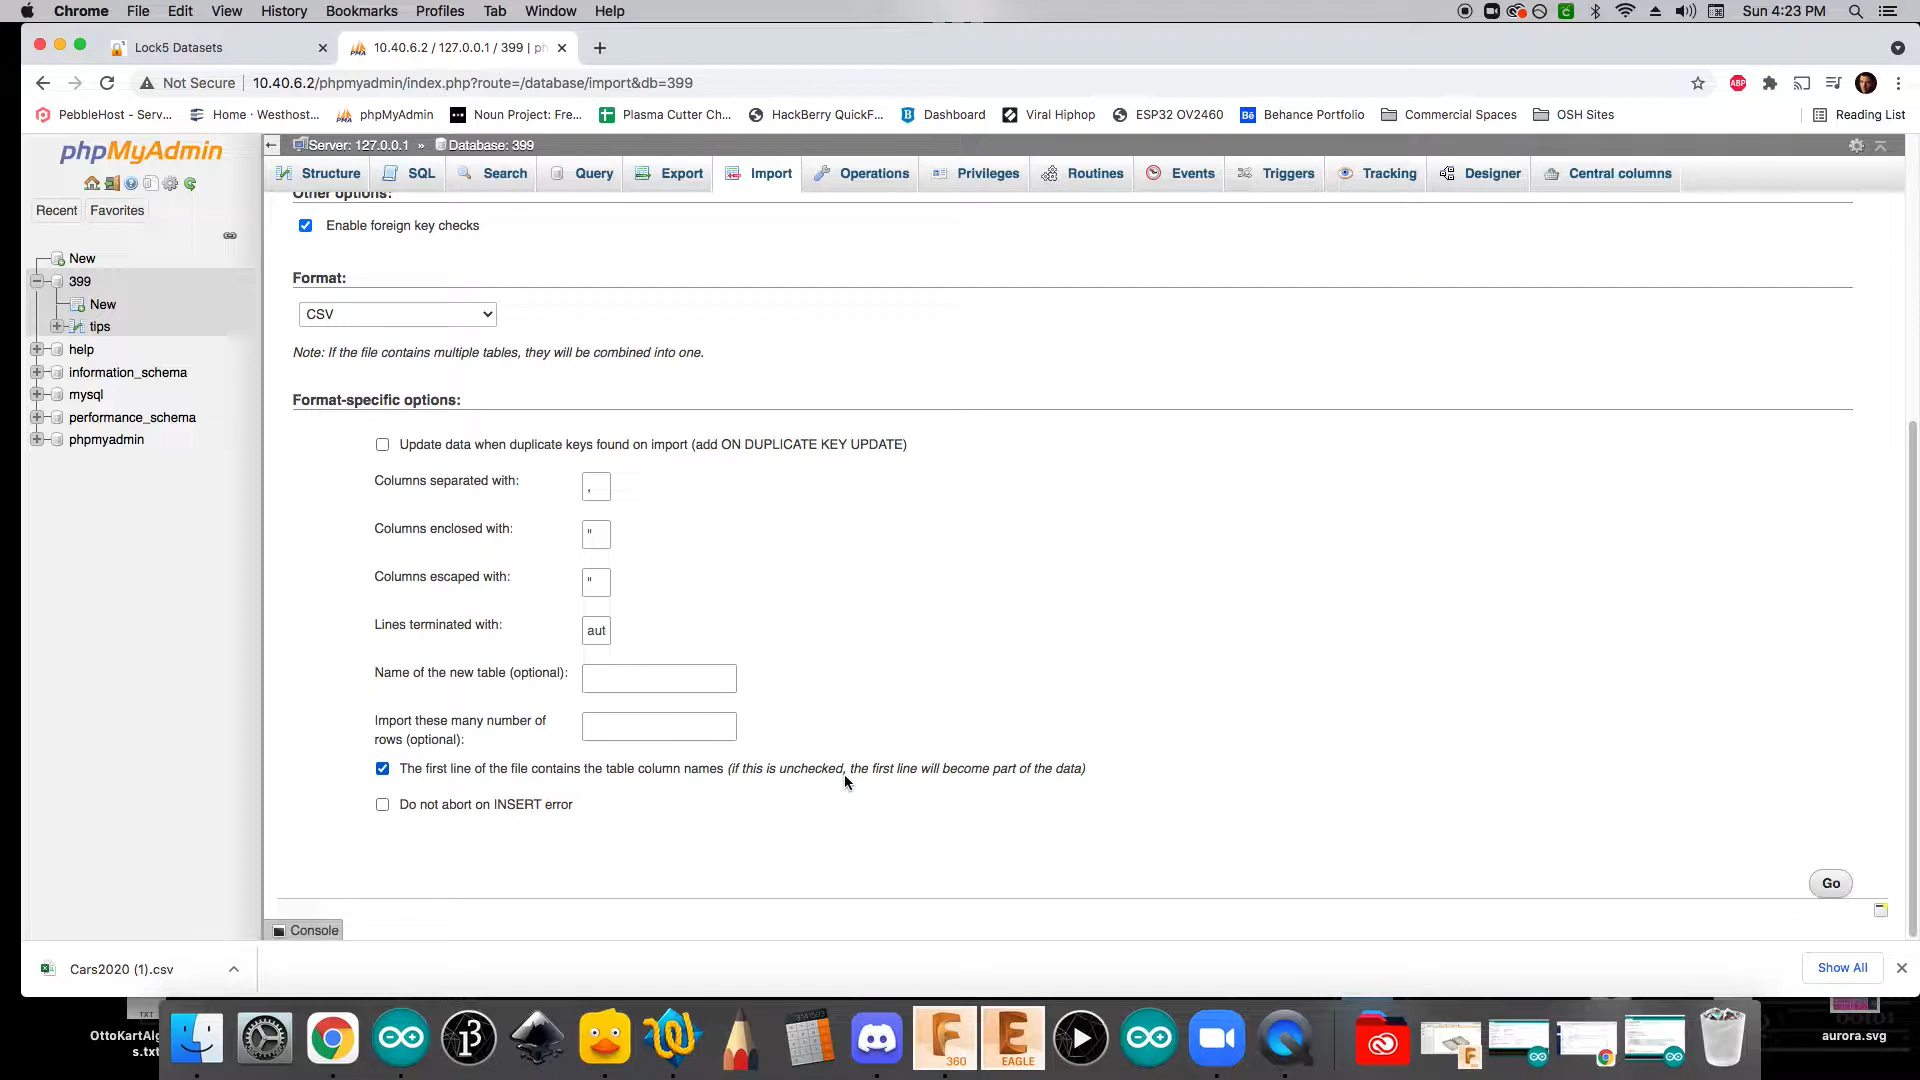 Chrome File Edit View History Bookmarks Profiles Tab Window Help Sun 4:23 PM
Lock5 Datasets 10.40.6.2 / 127.0.0.1 / 399 | ph
Not Secure 10.40.6.2/phpmyadmin/index.php?route=/database/import&db=399 ABP
PebbleHost - Serv... Home · Westhost... phpMyAdmin Noun Project: Fre... Plasma Cutter Ch... HackBerry QuickF... Dashboard Viral Hiphop ESP32 OV2460 Behance Portfolio Commercial Spaces OSH Sites Reading List
phpMyAdmin
Server: 127.0.0.1 » Database: 399
Structure SQL Search Query Export Import Operations Privileges Routines Events Triggers Tracking Designer Central columns
Recent Favorites
New
399
New
tips
help
information_schema
mysql
performance_schema
phpmyadmin
Other options:
Enable foreign key checks
Format:
CSV
Note: If the file contains multiple tables, they will be combined into one.
Format-specific options:
Update data when duplicate keys found on import (add ON DUPLICATE KEY UPDATE)
Columns separated with: ,
Columns enclosed with: "
Columns escaped with: "
Lines terminated with: aut
Name of the new table (optional):
Import these many number of
rows (optional):
The first line of the file contains the table column names (if this is unchecked, the first line will become part of the data)
Do not abort on INSERT error
Go
Console
Cars2020 (1).csv Show All
TXT
OttoKartAlg
s.txt
360
EAGLE
aurora.svg